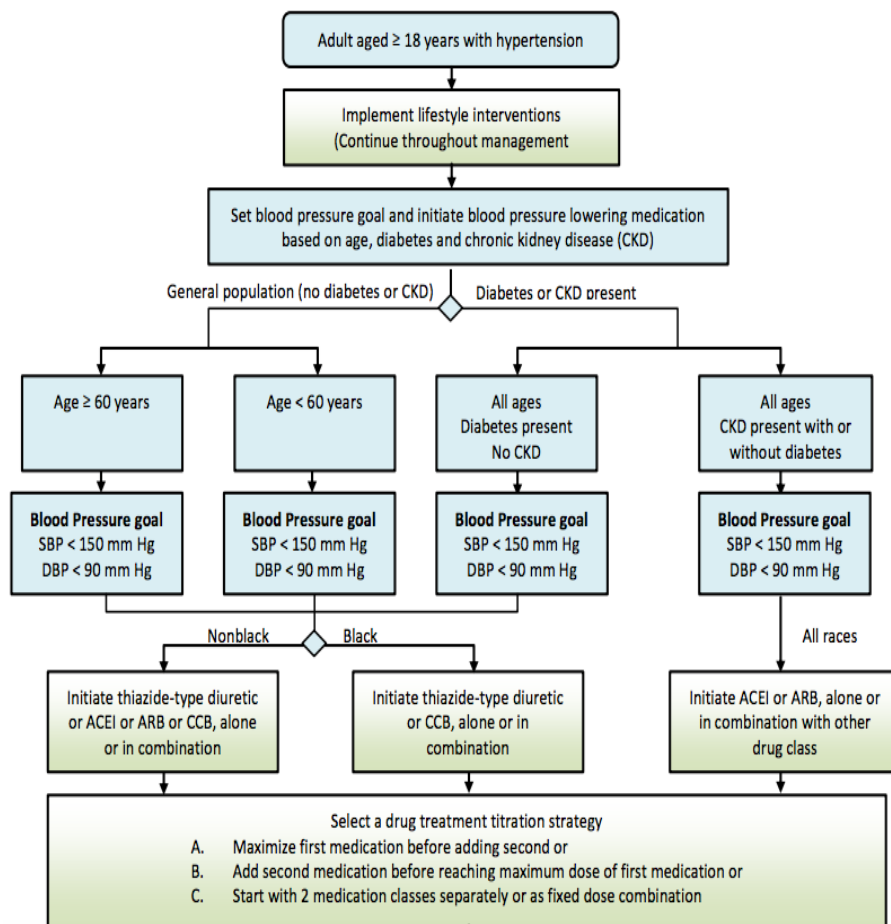 Adult aged ≥ 18 years with hypertension
Implement lifestyle interventions
(Continue throughout management
Set blood pressure goal and initiate blood pressure lowering medication
based on age, diabetes and chronic kidney disease (CKD)
General population (no diabetes or CKD)
Diabetes or CKD present
Age ≥ 60 years
Age < 60 years
All ages
Diabetes present
No CKD
All ages
CKD present with or
without diabetes
Blood Pressure goal
SBP < 150 mm Hg
DBP < 90 mm Hg
Blood Pressure goal
SBP < 150 mm Hg
DBP < 90 mm Hg
Blood Pressure goal
SBP < 150 mm Hg
DBP < 90 mm Hg
Blood Pressure goal
SBP < 150 mm Hg
DBP < 90 mm Hg
Nonblack
Black
All races
Initiate thiazide-type diuretic
or ACEI or ARB or CCB, alone
or in combination
Initiate thiazide-type diuretic
or CCB, alone or in
combination
Initiate ACEI or ARB, alone or
in combination with other
drug class
Select a drug treatment titration strategy
A. Maximize first medication before adding second or
B. Add second medication before reaching maximum dose of first medication or
C. Start with 2 medication classes separately or as fixed dose combination